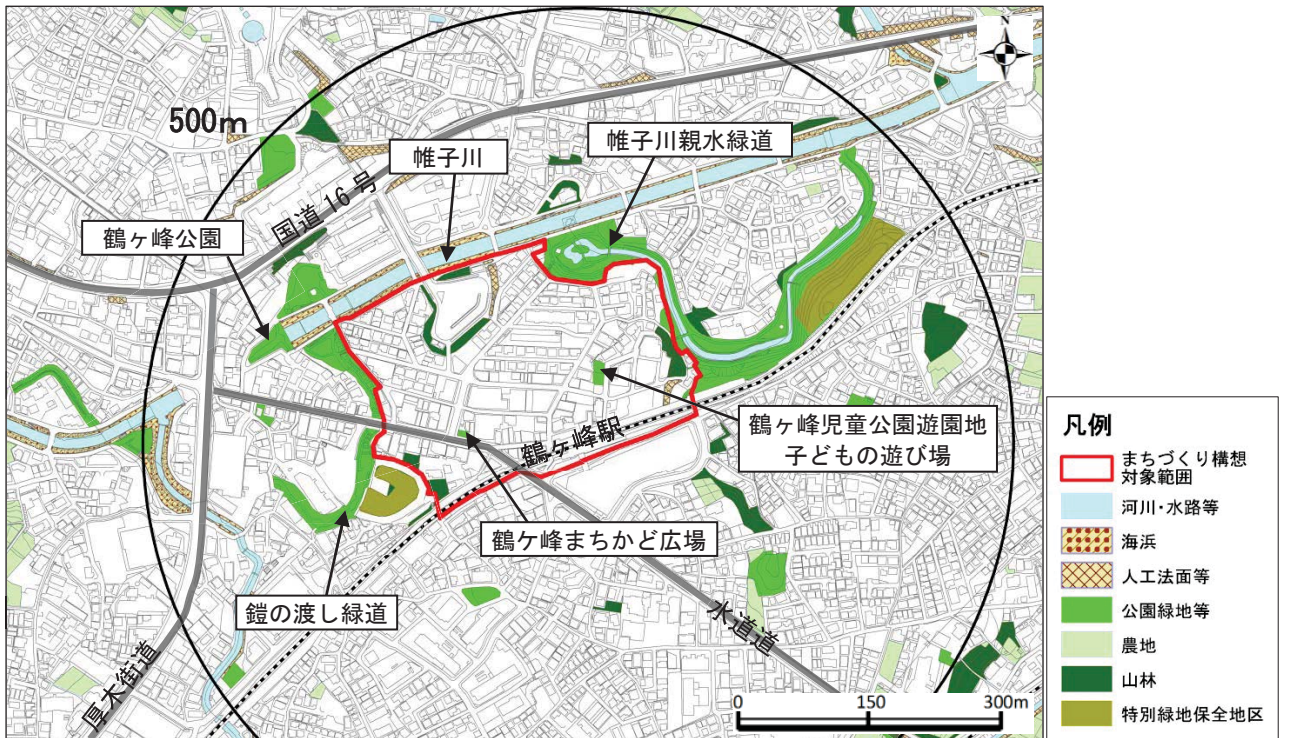 N
500m
帷子川
帷子川親水緑道
国道16号
鶴ヶ峰公園
鶴ヶ峰駅
鶴ヶ峰児童公園遊園地
子どもの遊び場
鶴ケ峰まちかど広場
鎧の渡し緑道
水道道
厚木街道
0 150 300m
凡例
まちづくり構想
対象範囲
河川・水路等
海浜
人工法面等
公園緑地等
農地
山林
特別緑地保全地区